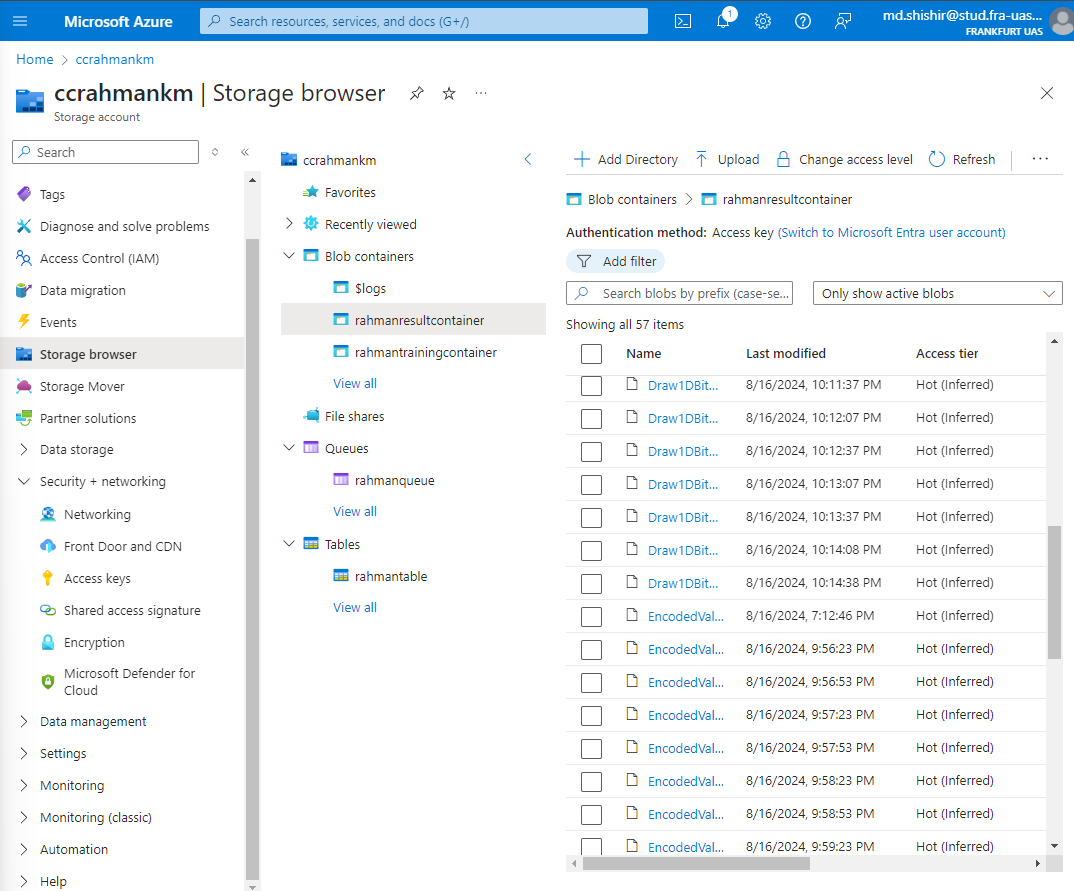 Microsoft Azure
Search resources, services, and docs (G+/)
1
md.shishir@stud.fra-uas...
FRANKFURT UAS
Home > ccrahmankm
ccrahmankm | Storage browser
Storage account
Search
Tags
Diagnose and solve problems
Access Control (IAM)
Data migration
Events
Storage browser
Storage Mover
Partner solutions
Data storage
Security + networking
Networking
Front Door and CDN
Access keys
Shared access signature
Encryption
Microsoft Defender for
Cloud
Data management
Settings
Monitoring
Monitoring (classic)
Automation
Help
ccrahmankm
Favorites
Recently viewed
Blob containers
$logs
rahmanresultcontainer
rahmantrainingcontainer
View all
File shares
Queues
rahmanqueue
View all
Tables
rahmantable
View all
Add Directory Upload Change access level Refresh ...
Blob containers > rahmanresultcontainer
Authentication method: Access key (Switch to Microsoft Entra user account)
Add filter
Search blobs by prefix (case-se... Only show active blobs
Showing all 57 items
Name Last modified Access tier
Draw1DBit... 8/16/2024, 10:11:37 PM Hot (Inferred)
Draw1DBit... 8/16/2024, 10:12:07 PM Hot (Inferred)
Draw1DBit... 8/16/2024, 10:12:37 PM Hot (Inferred)
Draw1DBit... 8/16/2024, 10:13:07 PM Hot (Inferred)
Draw1DBit... 8/16/2024, 10:13:37 PM Hot (Inferred)
Draw1DBit... 8/16/2024, 10:14:08 PM Hot (Inferred)
Draw1DBit... 8/16/2024, 10:14:38 PM Hot (Inferred)
EncodedVal... 8/16/2024, 7:12:46 PM Hot (Inferred)
EncodedVal... 8/16/2024, 9:56:23 PM Hot (Inferred)
EncodedVal... 8/16/2024, 9:56:53 PM Hot (Inferred)
EncodedVal... 8/16/2024, 9:57:23 PM Hot (Inferred)
EncodedVal... 8/16/2024, 9:57:53 PM Hot (Inferred)
EncodedVal... 8/16/2024, 9:58:23 PM Hot (Inferred)
EncodedVal... 8/16/2024, 9:58:53 PM Hot (Inferred)
EncodedVal... 8/16/2024, 9:59:23 PM Hot (Inferred)